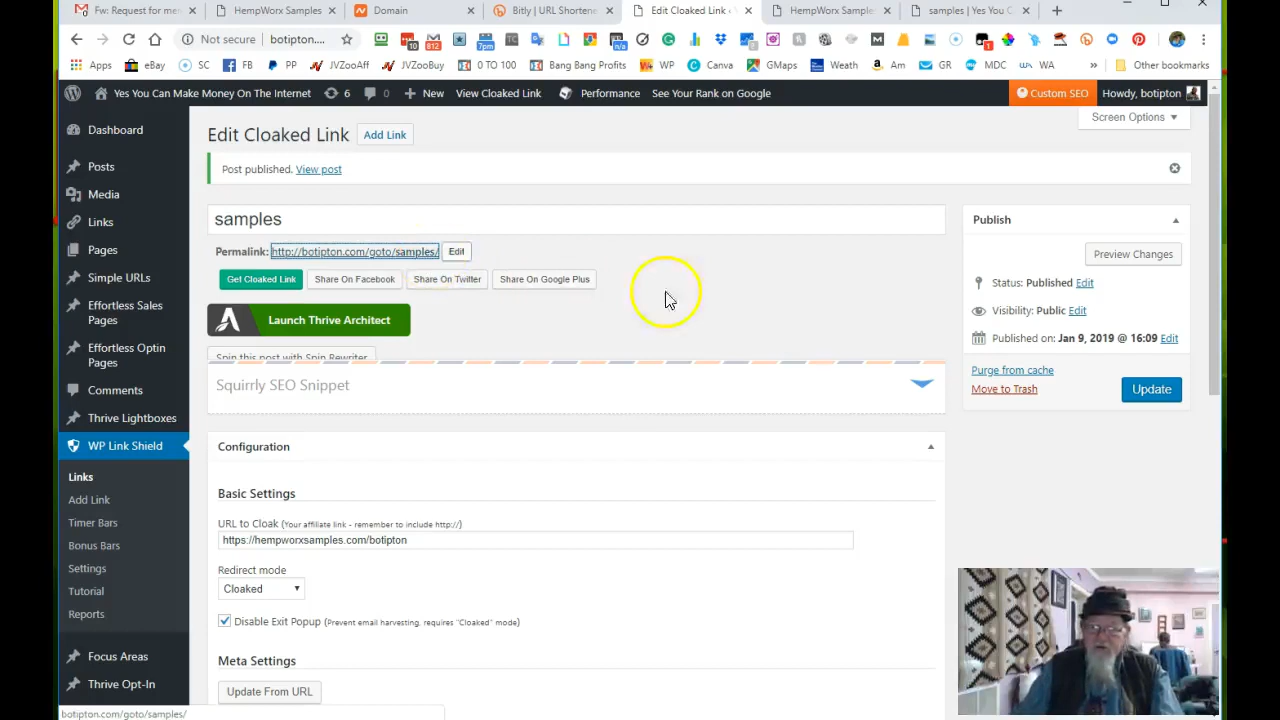 Fw: Request for me
HempWorx Samples
Domain
Bitly | URL Shortene
Edit Cloaked Link ‹
HempWorx Sample
samples | Yes You C
Not secure
botipton....
10
812
7pm
TC
n/a
1
Apps
eBay
SC
FB
PP
JVZooAff
JVZooBuy
0 TO 100
Bang Bang Profits
WP
Canva
GMaps
Weath
Am
GR
MDC
WA
»
Other bookmarks
Yes You Can Make Money On The Internet
6
0
New
View Cloaked Link
Performance
See Your Rank on Google
Custom SEO
Howdy, botipton
Screen Options
Dashboard
Posts
Media
Links
Pages
Simple URLs
Effortless Sales
Pages
Effortless Optin
Pages
Comments
Thrive Lightboxes
WP Link Shield
Links
Add Link
Timer Bars
Bonus Bars
Settings
Tutorial
Reports
Focus Areas
Thrive Opt-In
Edit Cloaked Link
Add Link
Post published. View post
samples
Permalink: http://botipton.com/goto/samples/
Edit
Get Cloaked Link
Share On Facebook
Share On Twitter
Share On Google Plus
Launch Thrive Architect
Spin this post with Spin Rewriter
Squirrly SEO Snippet
Configuration
Basic Settings
URL to Cloak (Your affiliate link - remember to include http://)
https://hempworxsamples.com/botipton
Redirect mode
Cloaked
Disable Exit Popup (Prevent email harvesting, requires "Cloaked" mode)
Meta Settings
Update From URL
Publish
Preview Changes
Status: Published Edit
Visibility: Public Edit
Published on: Jan 9, 2019 @ 16:09 Edit
Purge from cache
Move to Trash
Update
botipton.com/goto/samples/